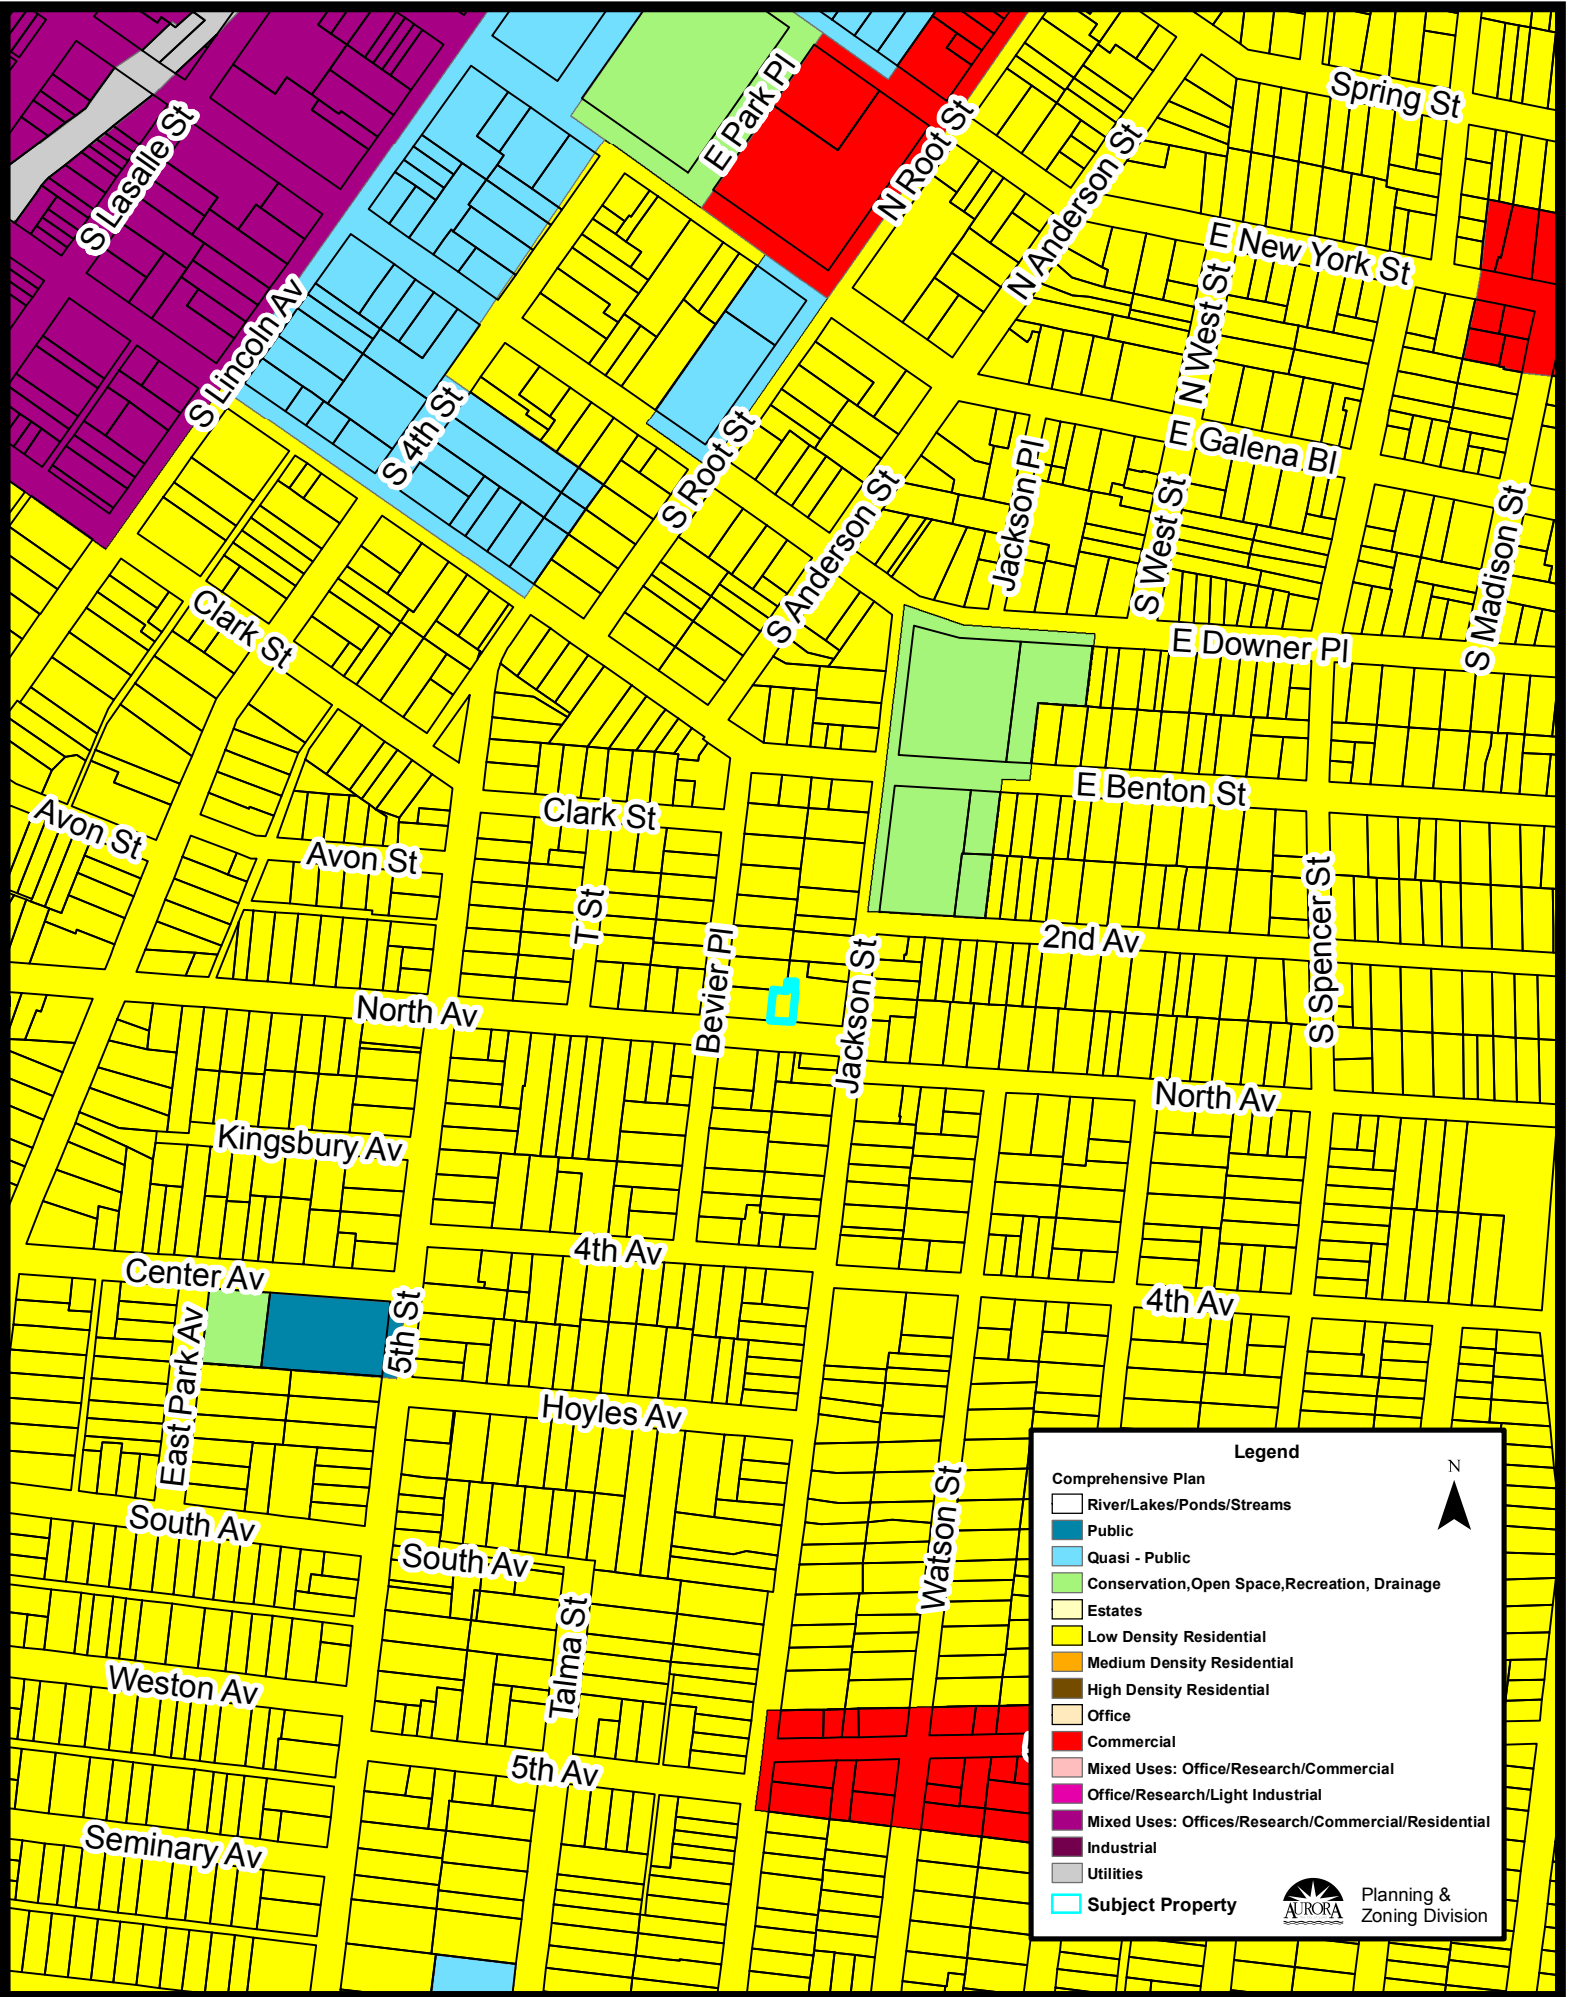 Spring St
E Park Pl
N Root St
S Lasalle St
N Anderson St
E New York St
N West St
S Lincoln Av
S 4th St
S Root St
E Galena Bl
Jackson Pl
S West St
S Anderson St
S Madison St
Clark St
E Downer Pl
E Benton St
Clark St
Avon St
Avon St
T St
S Spencer St
2nd Av
Bevier Pl
Jackson St
North Av
North Av
Kingsbury Av
4th Av
Center Av
5th St
4th Av
East Park Av
Hoyles Av
South Av
South Av
Watson St
Talma St
Weston Av
5th Av
Seminary Av
Legend
N
Comprehensive Plan
River/Lakes/Ponds/Streams
Public
Quasi - Public
Conservation,Open Space,Recreation, Drainage
Estates
Low Density Residential
Medium Density Residential
High Density Residential
Office
Commercial
Mixed Uses: Office/Research/Commercial
Office/Research/Light Industrial
Mixed Uses: Offices/Research/Commercial/Residential
Industrial
Utilities
Subject Property
AURORA
Planning &
Zoning Division